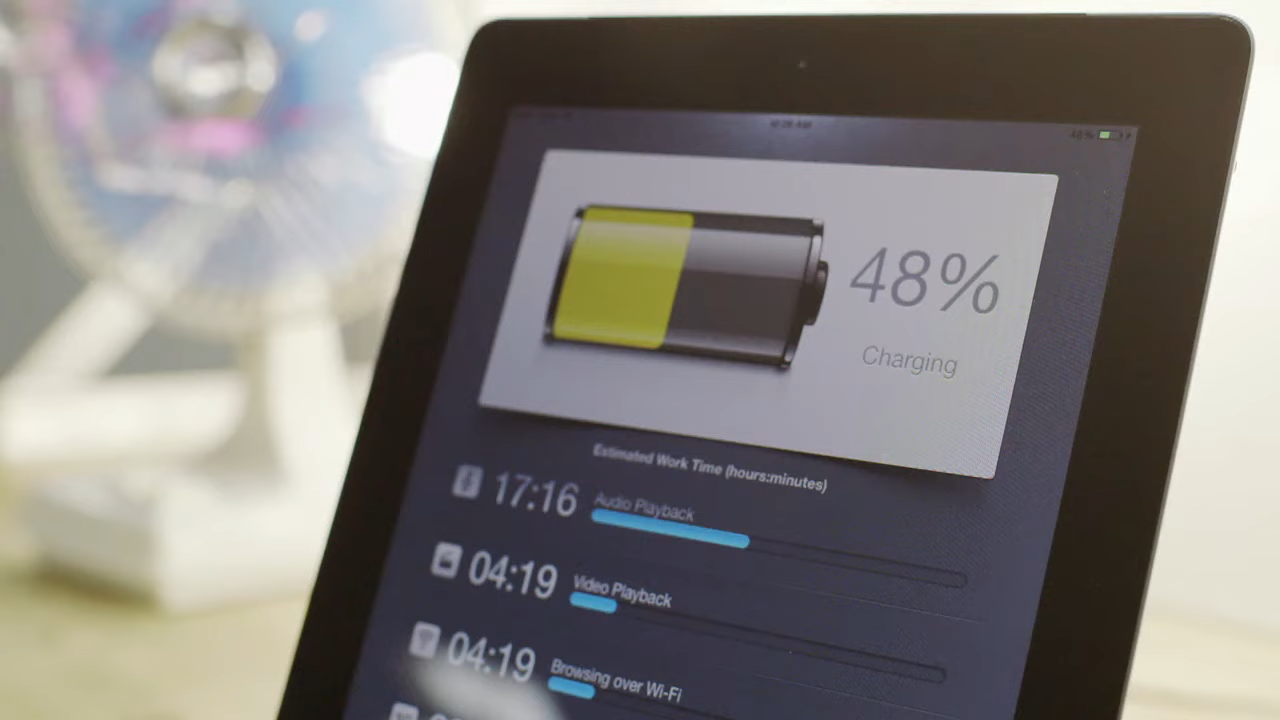 48%
48%
Charging
Estimated Work Time (hours:minutes)
17:16 Audio Playback
04:19 Video Playback
04:19 Browsing over Wi-Fi